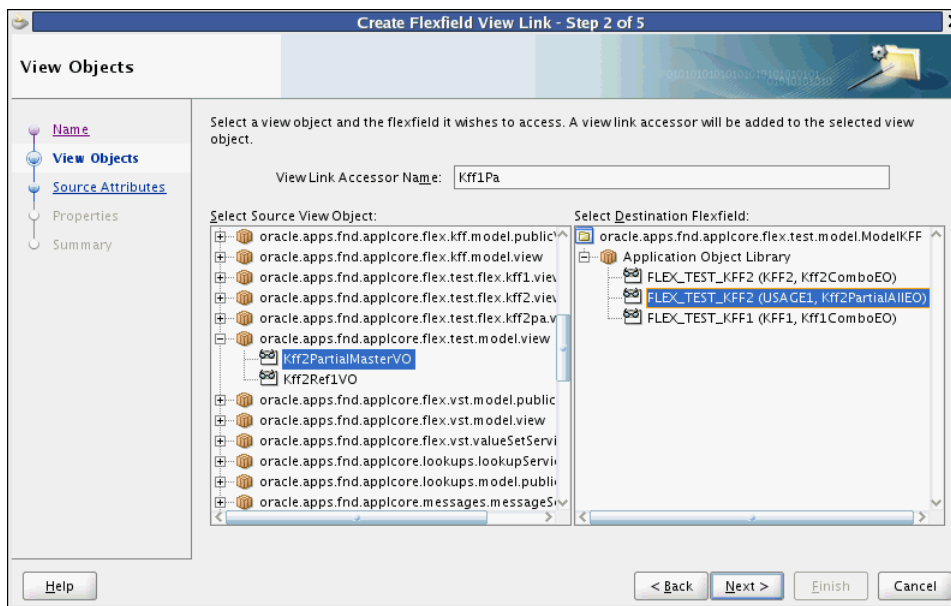 Create Flexfield View Link - Step 2 of 5
View Objects
Name
View Objects
Source Attributes
Properties
Summary
Select a view object and the flexfield it wishes to access. A view link accessor will be added to the selected view
object.
View Link Accessor Name: Kff1Pa
Select Source View Object:
oracle.apps.fnd.applcore.flex.kff.model.public
oracle.apps.fnd.applcore.flex.kff.model.view
oracle.apps.fnd.applcore.flex.test.flex.kff1.view
oracle.apps.fnd.applcore.flex.test.flex.kff2.view
oracle.apps.fnd.applcore.flex.test.flex.kff2pa.v
oracle.apps.fnd.applcore.flex.test.model.view
Kff2PartialMasterVO
Kff2Ref1VO
oracle.apps.fnd.applcore.flex.vst.model.public
oracle.apps.fnd.applcore.flex.vst.model.view
oracle.apps.fnd.applcore.flex.vst.valueSetServi
oracle.apps.fnd.applcore.lookups.lookupServi
oracle.apps.fnd.applcore.lookups.model.publi
oracle.apps.fnd.applcore.messages.messageS
Select Destination Flexfield:
oracle.apps.fnd.applcore.flex.test.model.ModelKFF
Application Object Library
FLEX_TEST_KFF2 (KFF2, Kff2ComboEO)
FLEX_TEST_KFF2 (USAGE1, Kff2PartialAllEO)
FLEX_TEST_KFF1 (KFF1, Kff1ComboEO)
Help
< Back
Next >
Finish
Cancel